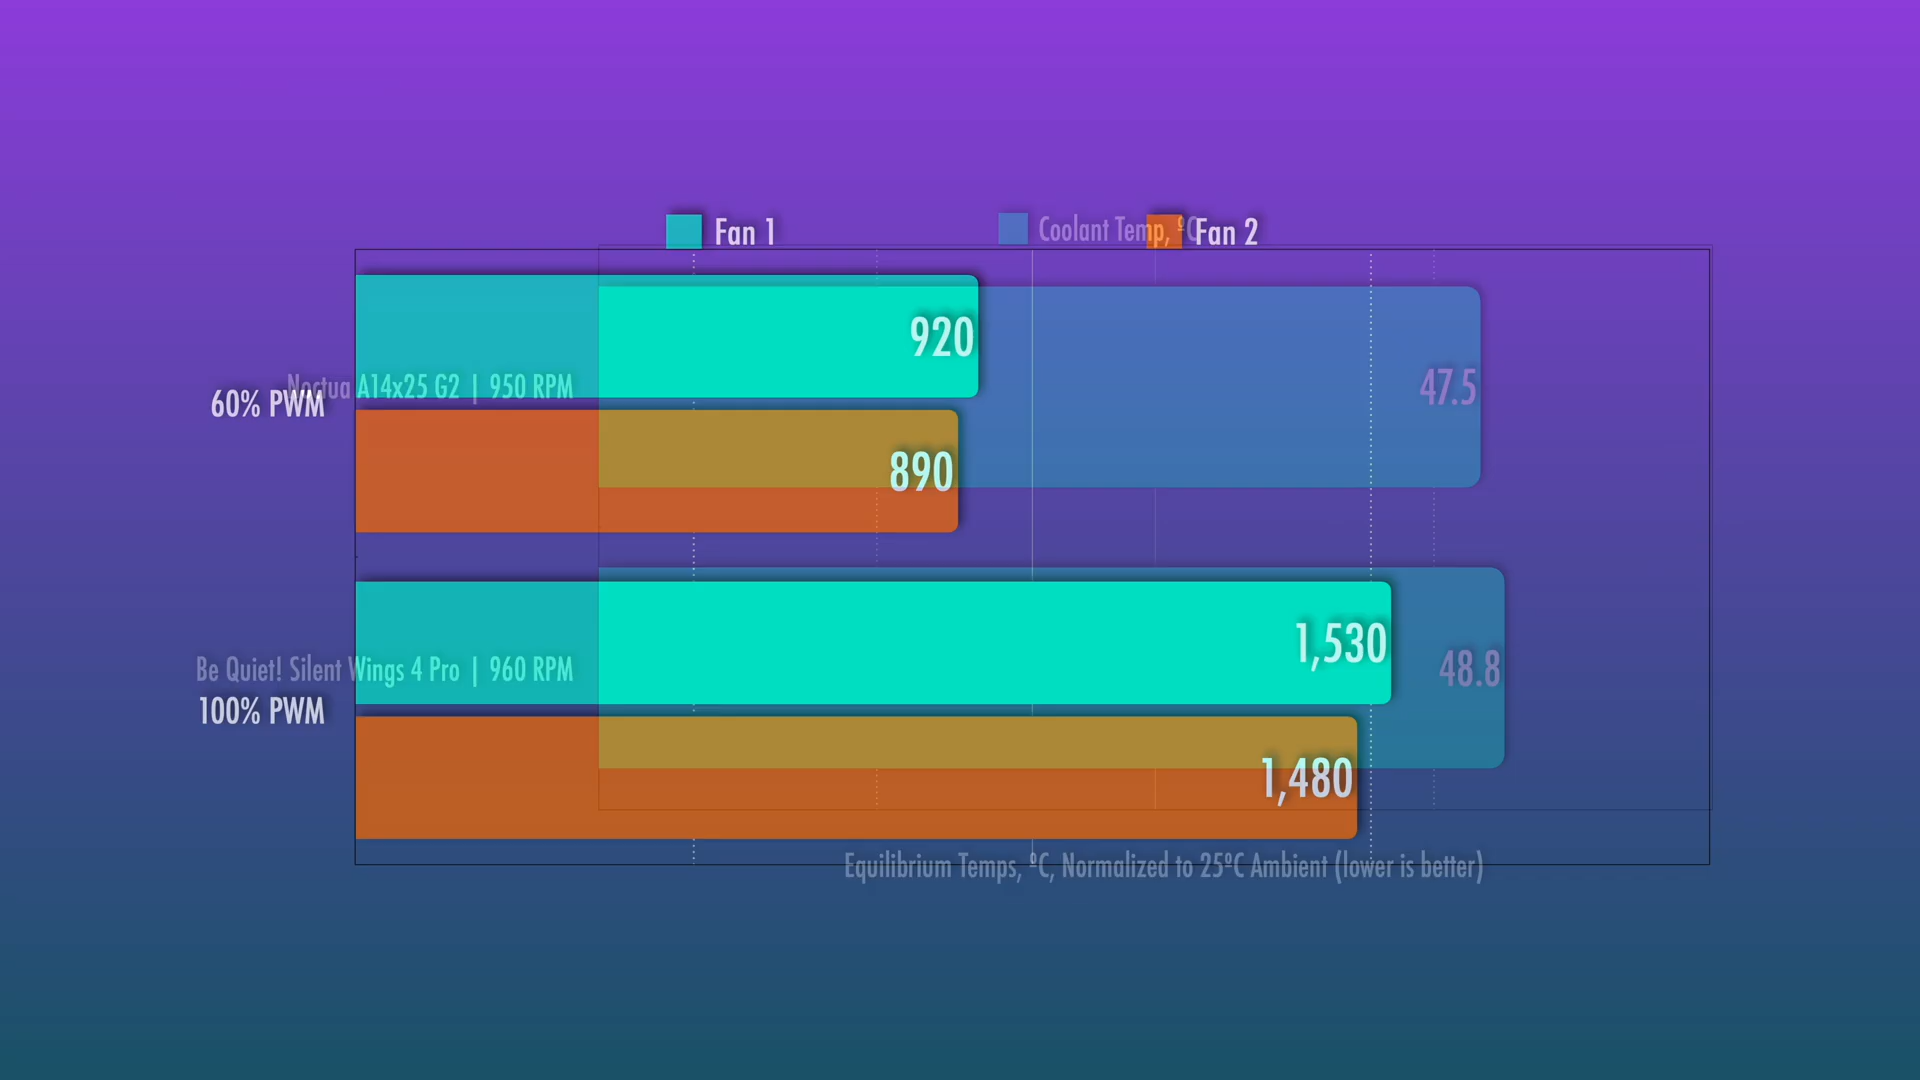 Fan 1
Coolant Temp, ºC
Fan 2
920
Noctua A14x25 G2 | 950 RPM
47.5
60% PWM
890
1,530
Be Quiet! Silent Wings 4 Pro | 960 RPM
48.8
100% PWM
1,480
Equilibrium Temps, ºC, Normalized to 25ºC Ambient (lower is better)